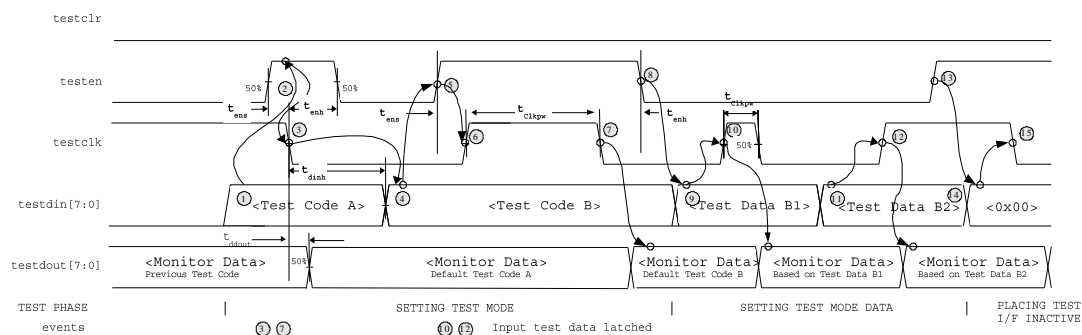 testclr
testen
50%
2
50%
5
8
13
t ens
t enh
t ens
t Clkpw
t enh
t Clkpw
testclk
3
6
7
10
50%
12
15
t dinh
testdin[7:0]
1
<Test Code A>
4
<Test Code B>
9
<Test Data B1>
11
<Test Data B2>
14
<0x00>
t ddout
testdout[7:0]
<Monitor Data>
Previous Test Code
50%
<Monitor Data>
Default Test Code A
<Monitor Data>
Default Test Code B
<Monitor Data>
Based on Test Data B1
<Monitor Data>
Based on Test Data B2
TEST PHASE
SETTING TEST MODE
SETTING TEST MODE DATA
PLACING TEST
I/F INACTIVE
events
3 7
10 12
Input test data latched